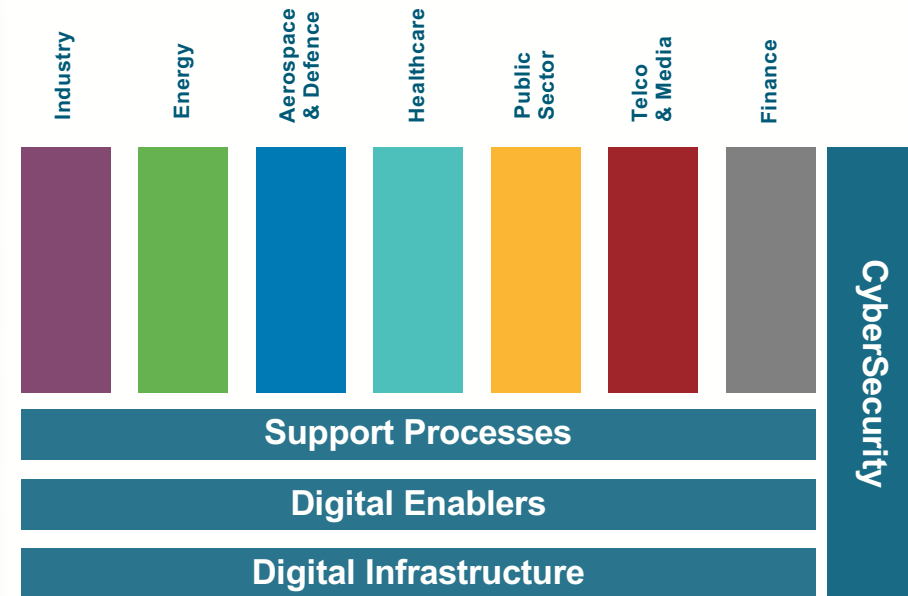 Industry
Energy
Aerospace
& Defence
Healthcare
Public
Sector
Telco
& Media
Finance
CyberSecurity
Support Processes
Digital Enablers
Digital Infrastructure